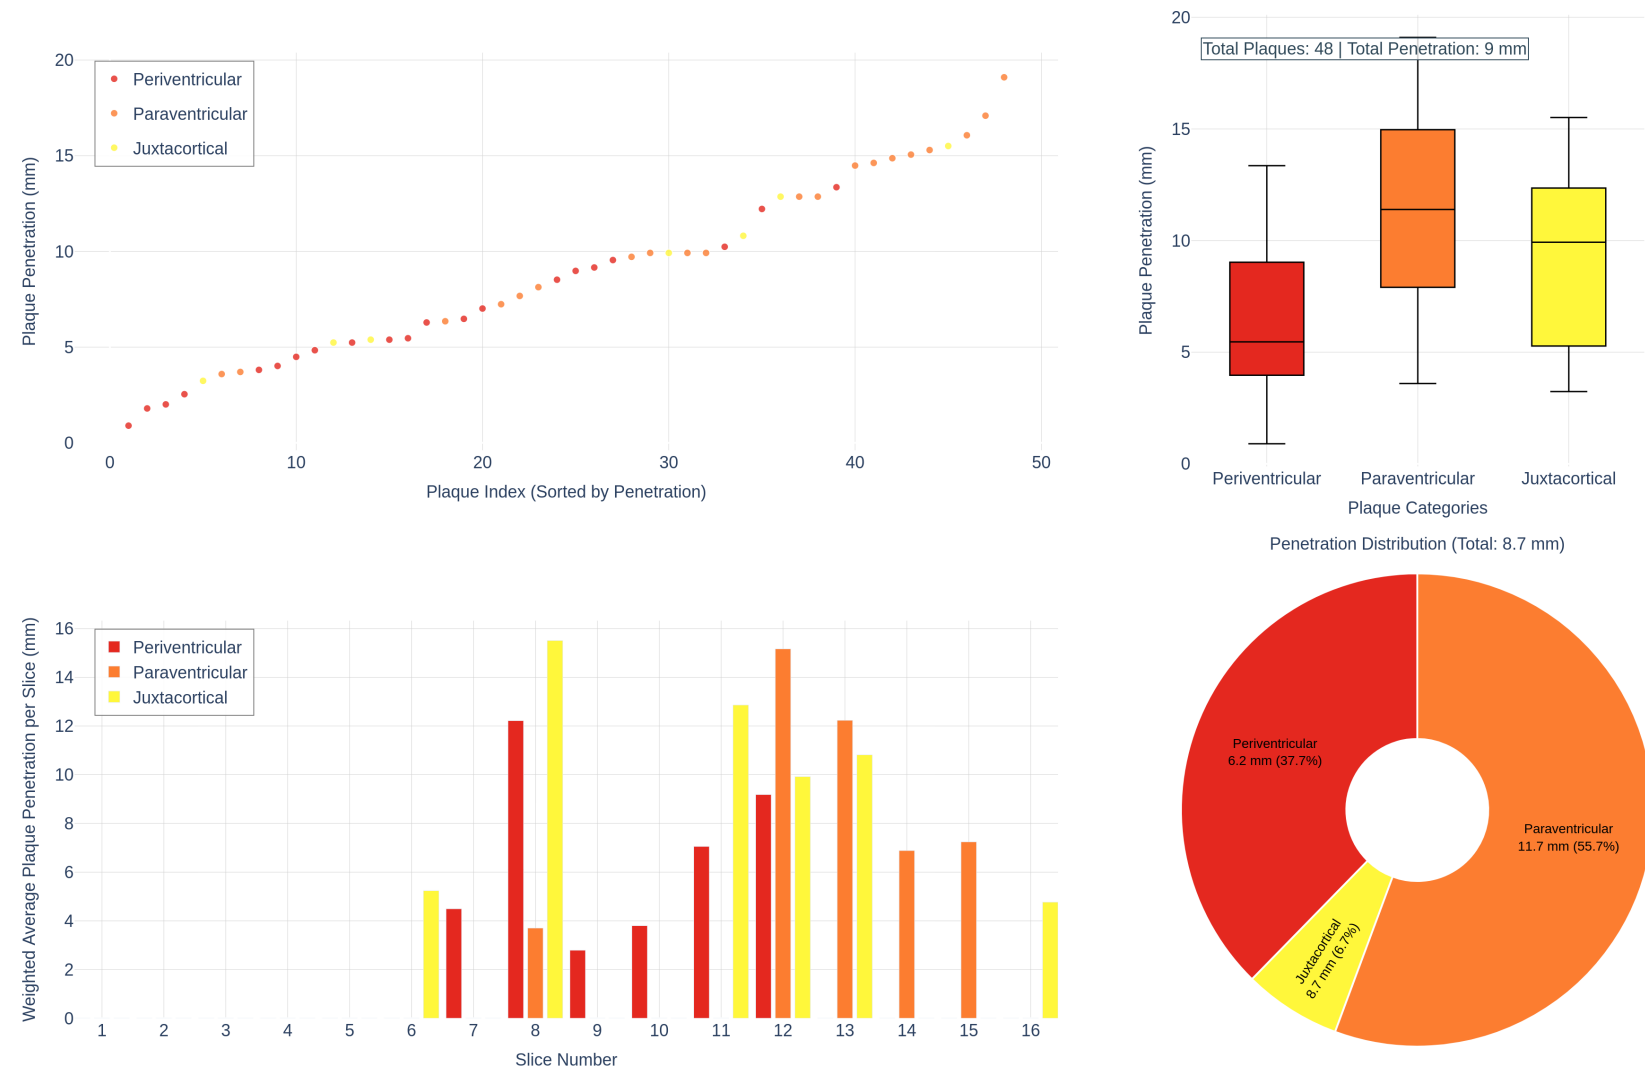 Plaque Penetration (mm)
20
15
10
5
0
Periventricular
Paraventricular
Juxtacortical
0 10 20 30 40 50
Plaque Index (Sorted by Penetration)
Plaque Penetration (mm)
20
15
10
5
0
Total Plaques: 48 | Total Penetration: 9 mm
Periventricular Paraventricular Juxtacortical
Plaque Categories
Weighted Average Plaque Penetration per Slice (mm)
16
14
12
10
8
6
4
2
0
Periventricular
Paraventricular
Juxtacortical
1 2 3 4 5 6 7 8 9 10 11 12 13 14 15 16
Slice Number
Penetration Distribution (Total: 8.7 mm)
Periventricular
6.2 mm (37.7%)
Paraventricular
11.7 mm (55.7%)
Juxtacortical
8.7 mm (6.7%)